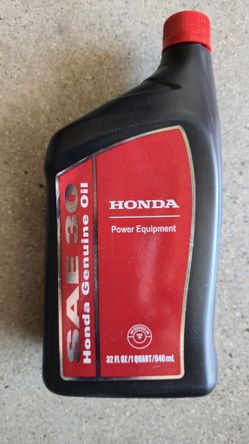 SAE 30
Honda Genuine Oil
HONDA
Power Equipment
32 FL OZ/1 QUART/946 mL